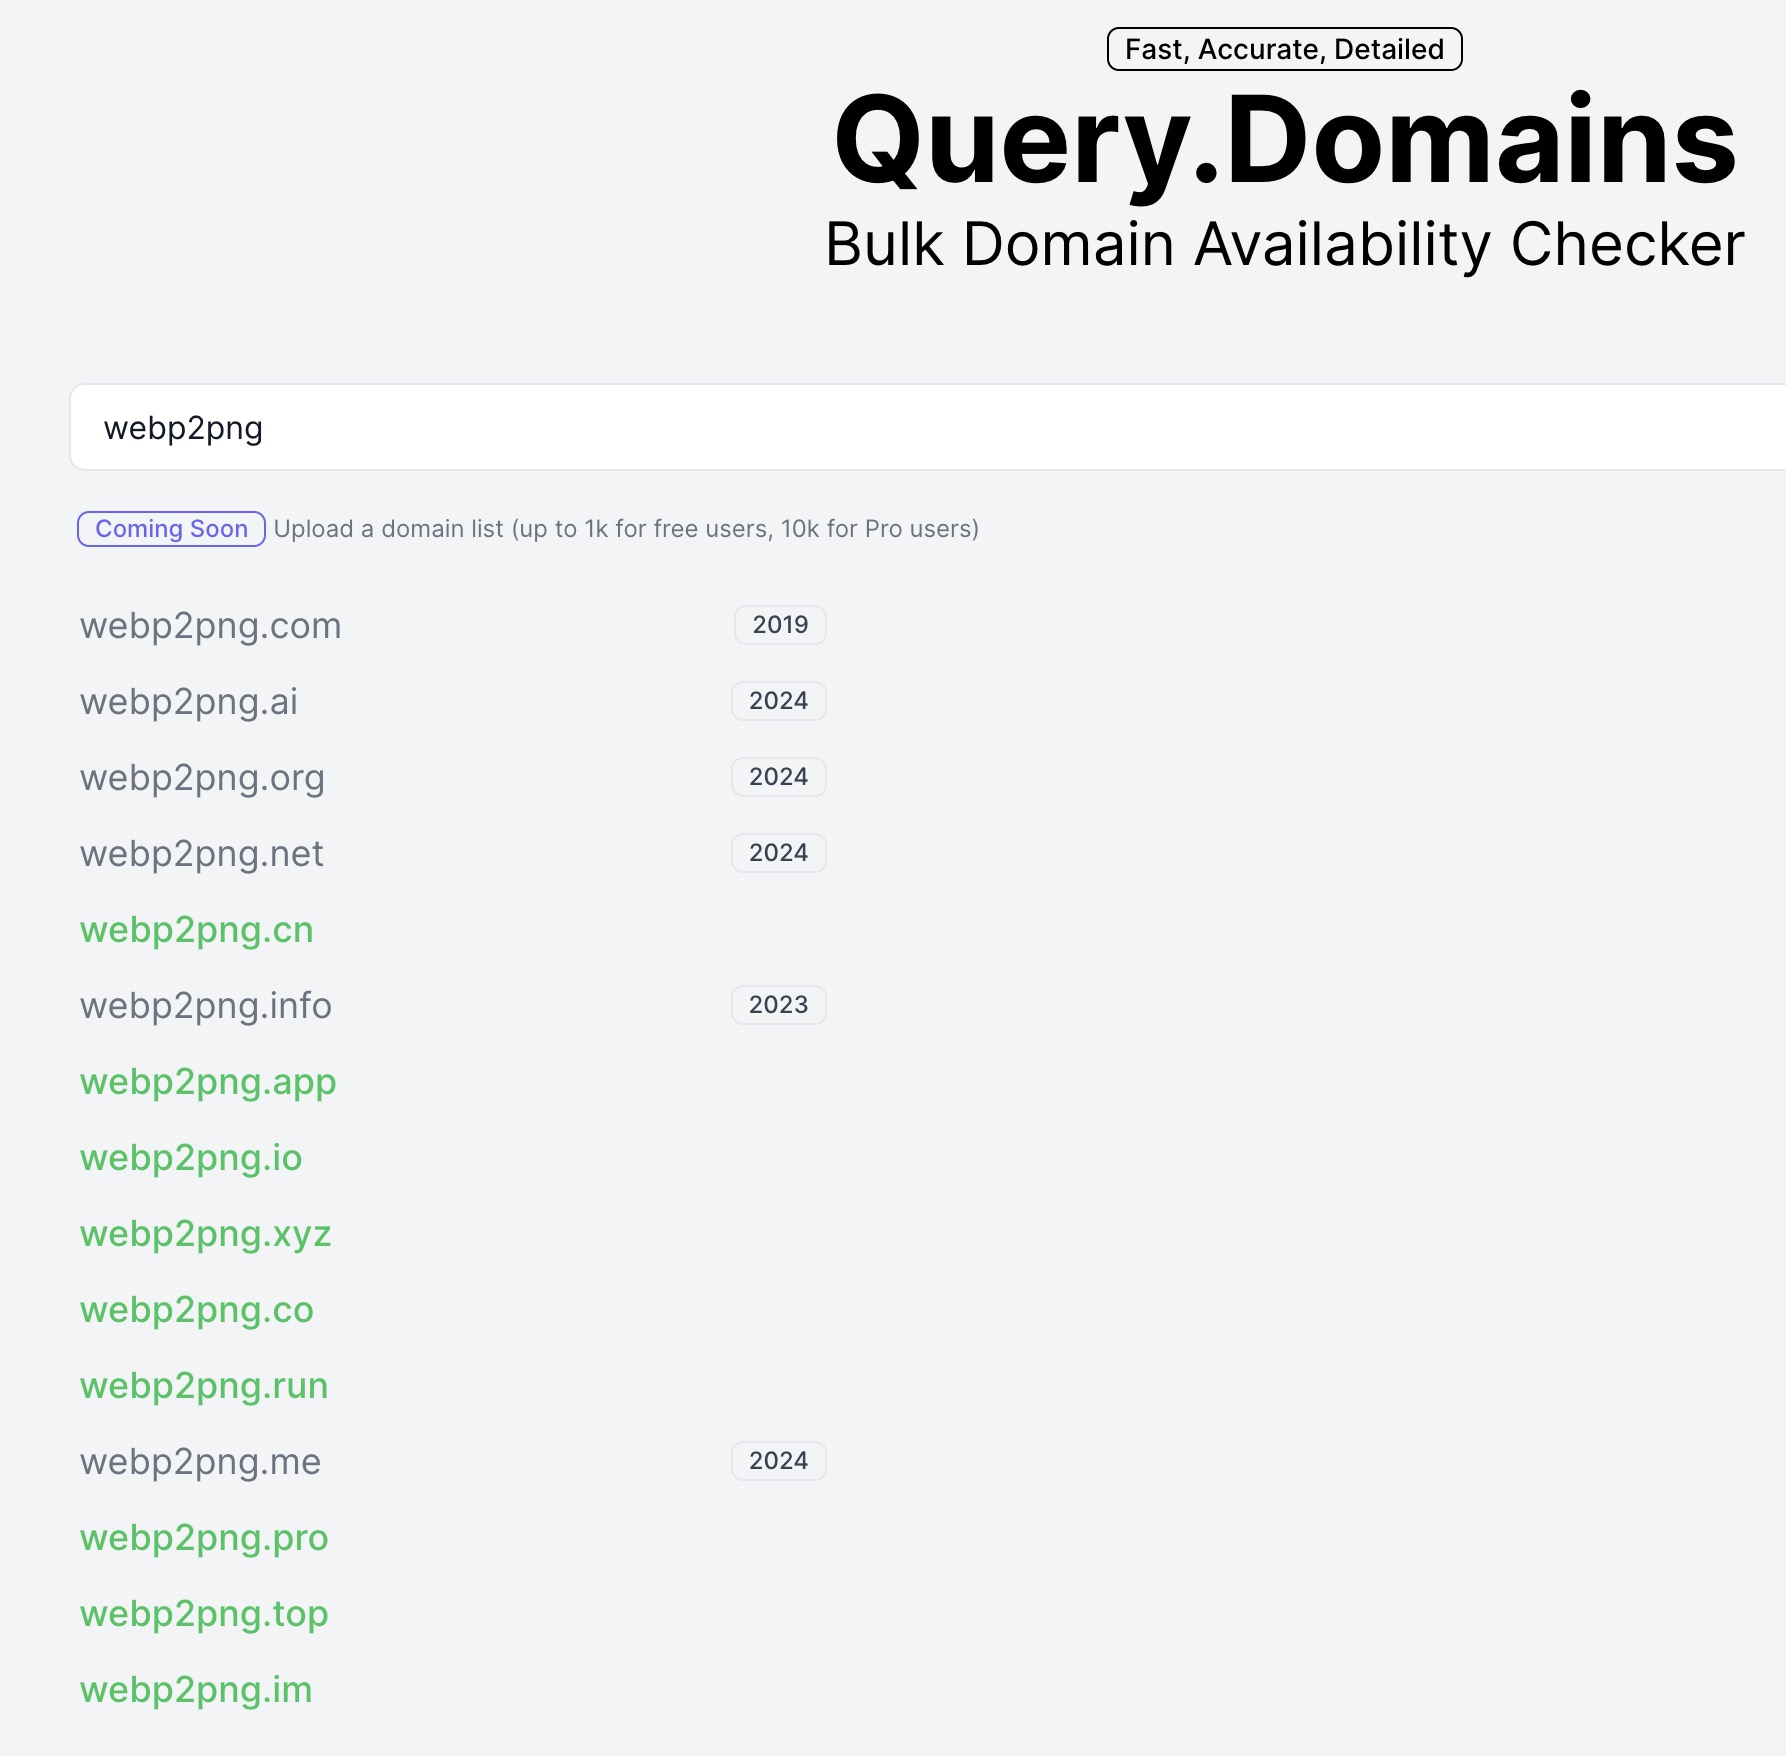 Fast, Accurate, Detailed
Query.Domains
Bulk Domain Availability Checker
webp2png
Coming Soon Upload a domain list (up to 1k for free users, 10k for Pro users)
webp2png.com 2019
webp2png.ai 2024
webp2png.org 2024
webp2png.net 2024
webp2png.cn
webp2png.info 2023
webp2png.app
webp2png.io
webp2png.xyz
webp2png.co
webp2png.run
webp2png.me 2024
webp2png.pro
webp2png.top
webp2png.im